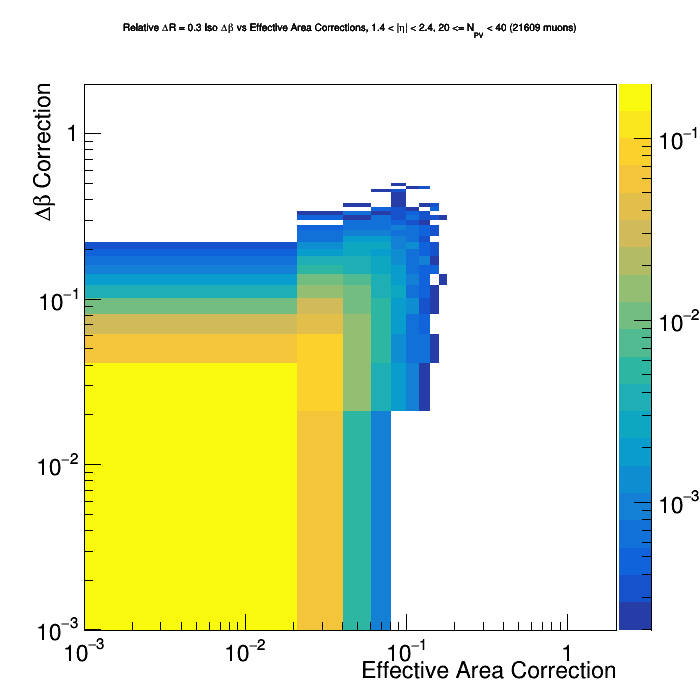 Relative ΔR = 0.3 Iso Δβ vs Effective Area Corrections, 1.4 < |η| < 2.4, 20 <= N_PV < 40 (21609 muons)
Δβ Correction
1
10⁻¹
10⁻²
10⁻³
10⁻³ 10⁻² 10⁻¹ 1
Effective Area Correction
10⁻¹
10⁻²
10⁻³